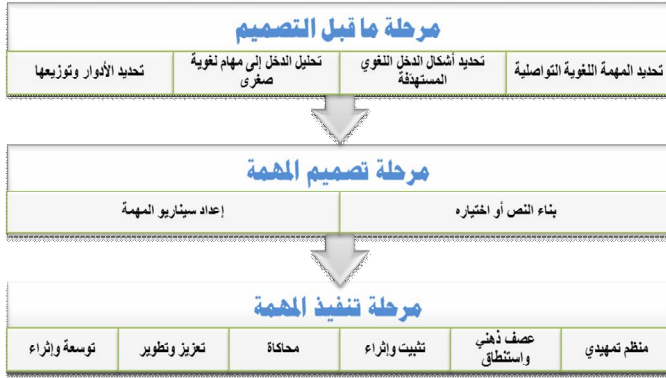 مرحلة ما قبل التصميم
تحديد المهمة اللغوية التواصلية
تحديد أشكال الدخل اللغوي
المستهدفة
تحليل الدخل إلى مهام لغوية
صغرى
تحديد الأدوار وتوزيعها
مرحلة تصميم المهمة
بناء النص أو اختياره
إعداد سيناريو المهمة
مرحلة تنفيذ المهمة
منظم تمهيدي
عصف ذهني
واستنطاق
تثبيت وإثراء
محاكاة
تعزيز وتطوير
توسعة وإثراء